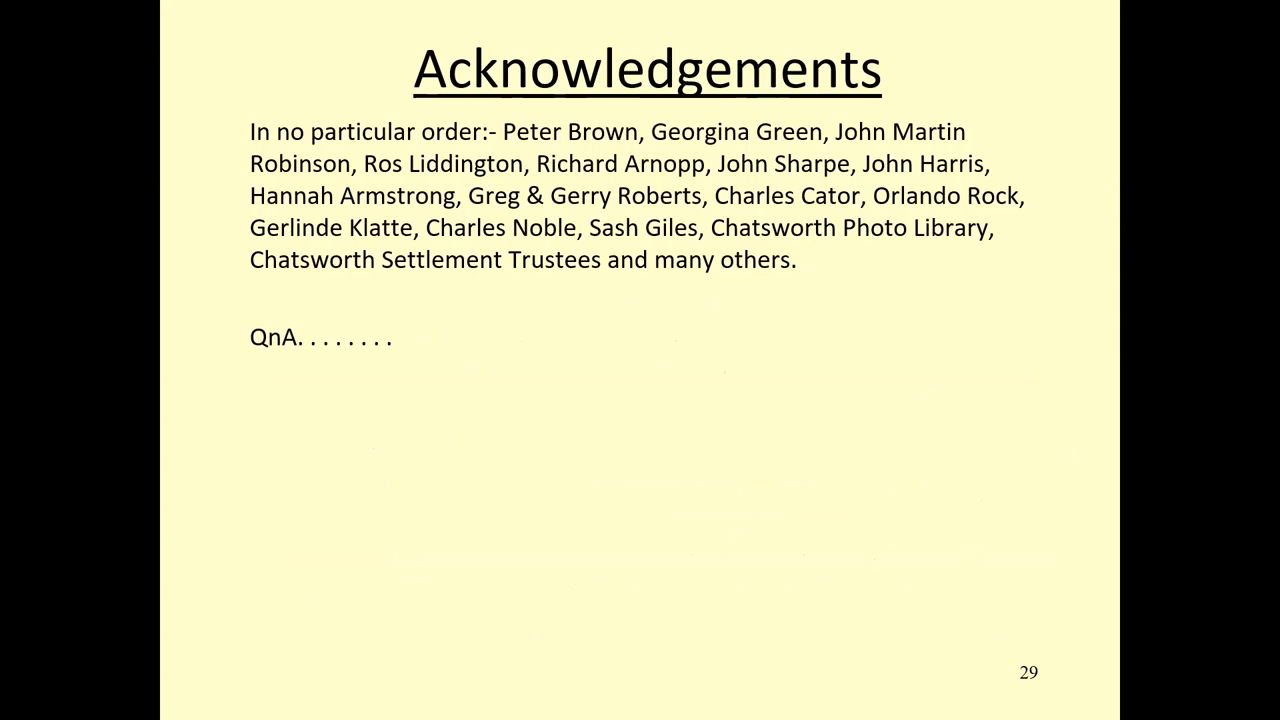 Acknowledgements
In no particular order:- Peter Brown, Georgina Green, John Martin
Robinson, Ros Liddington, Richard Arnopp, John Sharpe, John Harris,
Hannah Armstrong, Greg & Gerry Roberts, Charles Cator, Orlando Rock,
Gerlinde Klatte, Charles Noble, Sash Giles, Chatsworth Photo Library,
Chatsworth Settlement Trustees and many others.
QnA. . . . . . . .
29